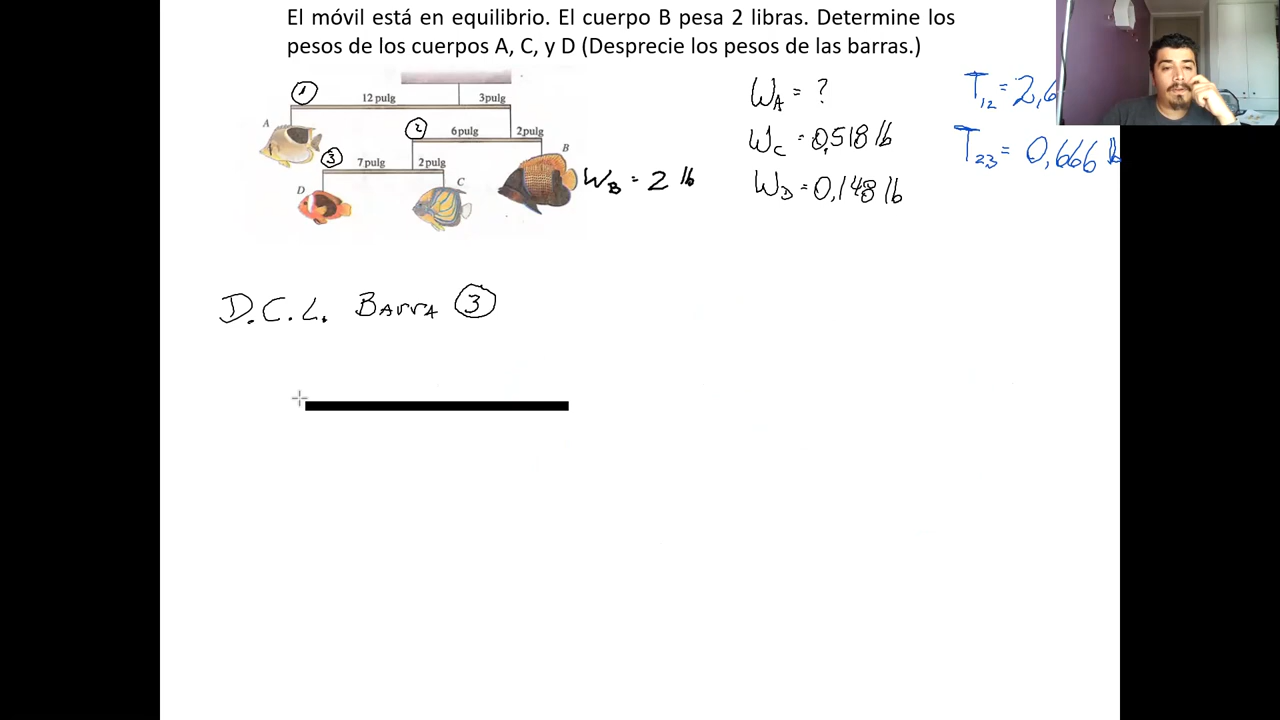 El móvil está en equilibrio. El cuerpo B pesa 2 libras. Determine los
pesos de los cuerpos A, C, y D (Desprecie los pesos de las barras.)
1 12 pulg 3pulg
A 2 6pulg 2pulg
B
3 7 pulg 2pulg
D C
W_B = 2 lb
W_A = ?
W_C = 0,518 lb
W_D = 0,148 lb
T_12 = 2,6
T_23 = 0,666 lb
D.C.L. BArrA 3